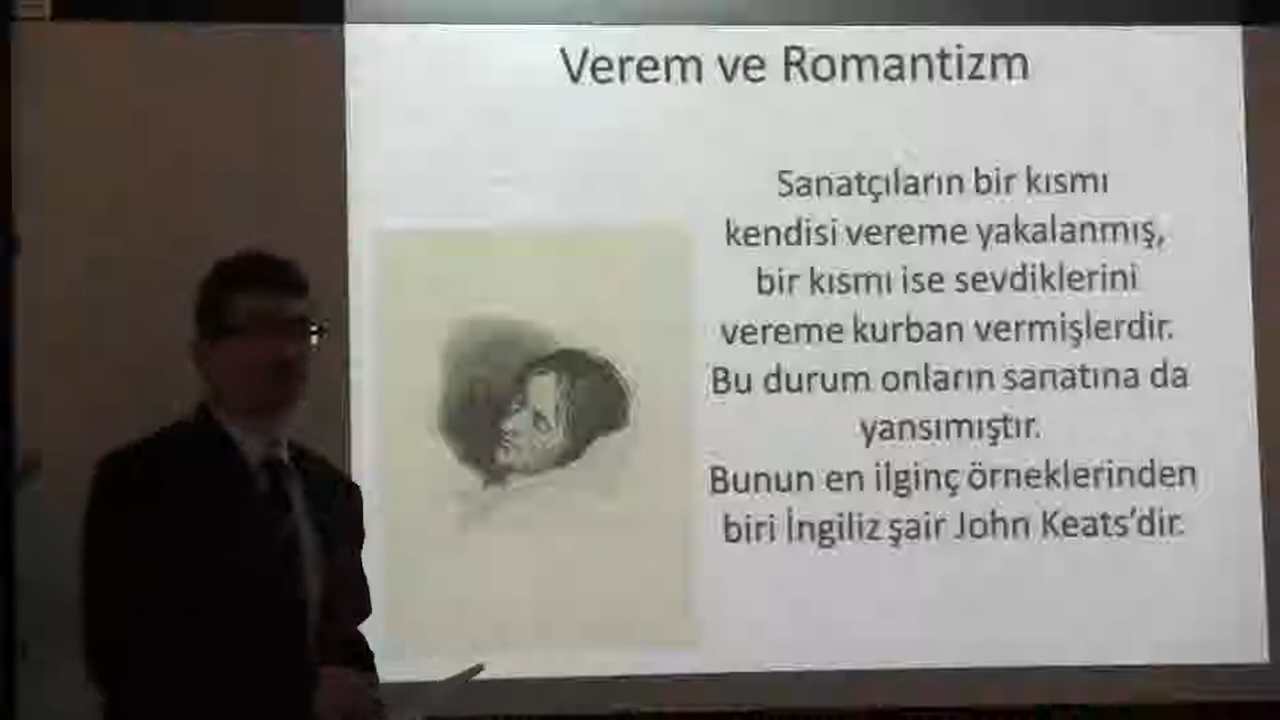 Verem ve Romantizm
Sanatçıların bir kısmı
kendisi vereme yakalanmış,
bir kısmı ise sevdiklerini
vereme kurban vermişlerdir.
Bu durum onların sanatına da
yansımıştır.
Bunun en ilginç örneklerinden
biri İngiliz şair John Keats’dir.